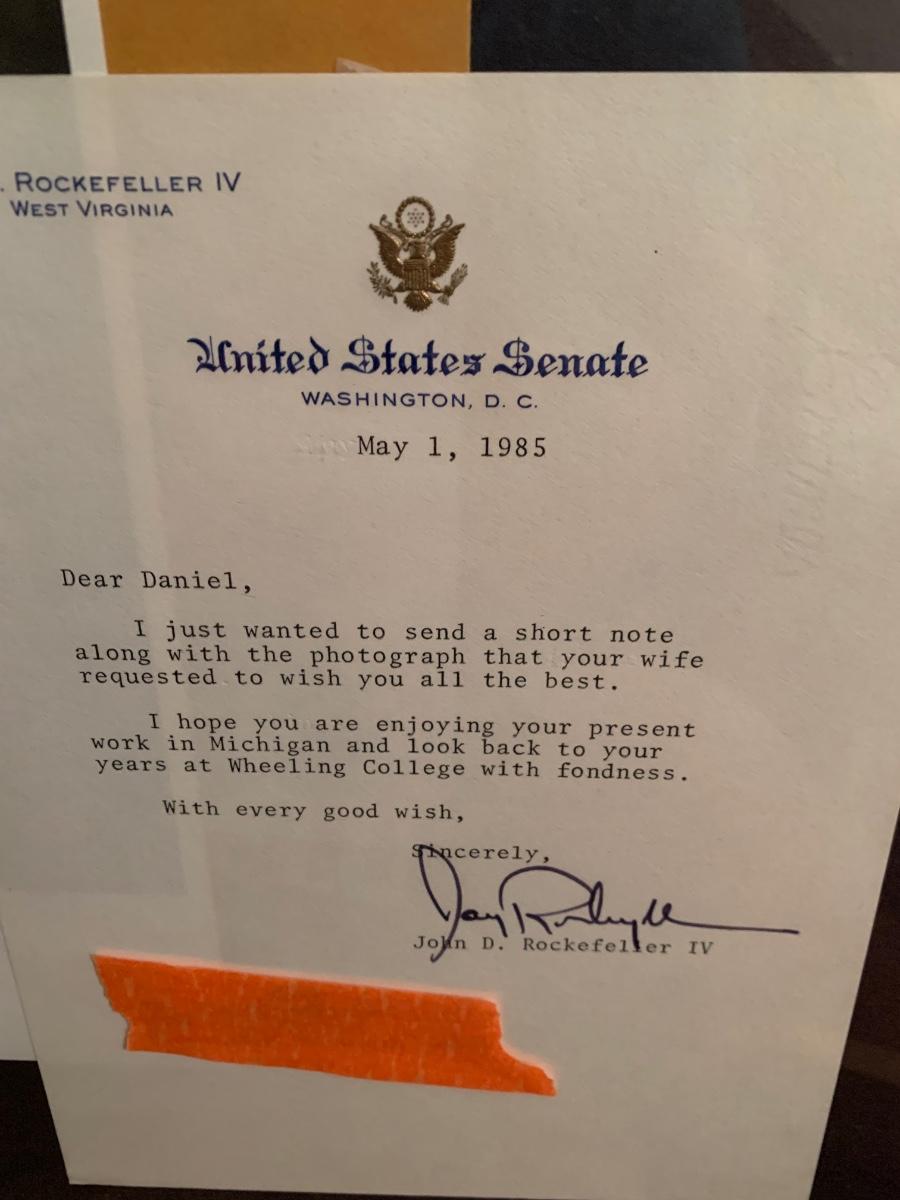 . ROCKEFELLER IV
WEST VIRGINIA
United States Senate
WASHINGTON, D. C.
May 1, 1985
Dear Daniel,
I just wanted to send a short note
along with the photograph that your wife
requested to wish you all the best.
I hope you are enjoying your present
work in Michigan and look back to your
years at Wheeling College with fondness.
With every good wish,
Sincerely,
Jay Rockefeller
John D. Rockefeller IV